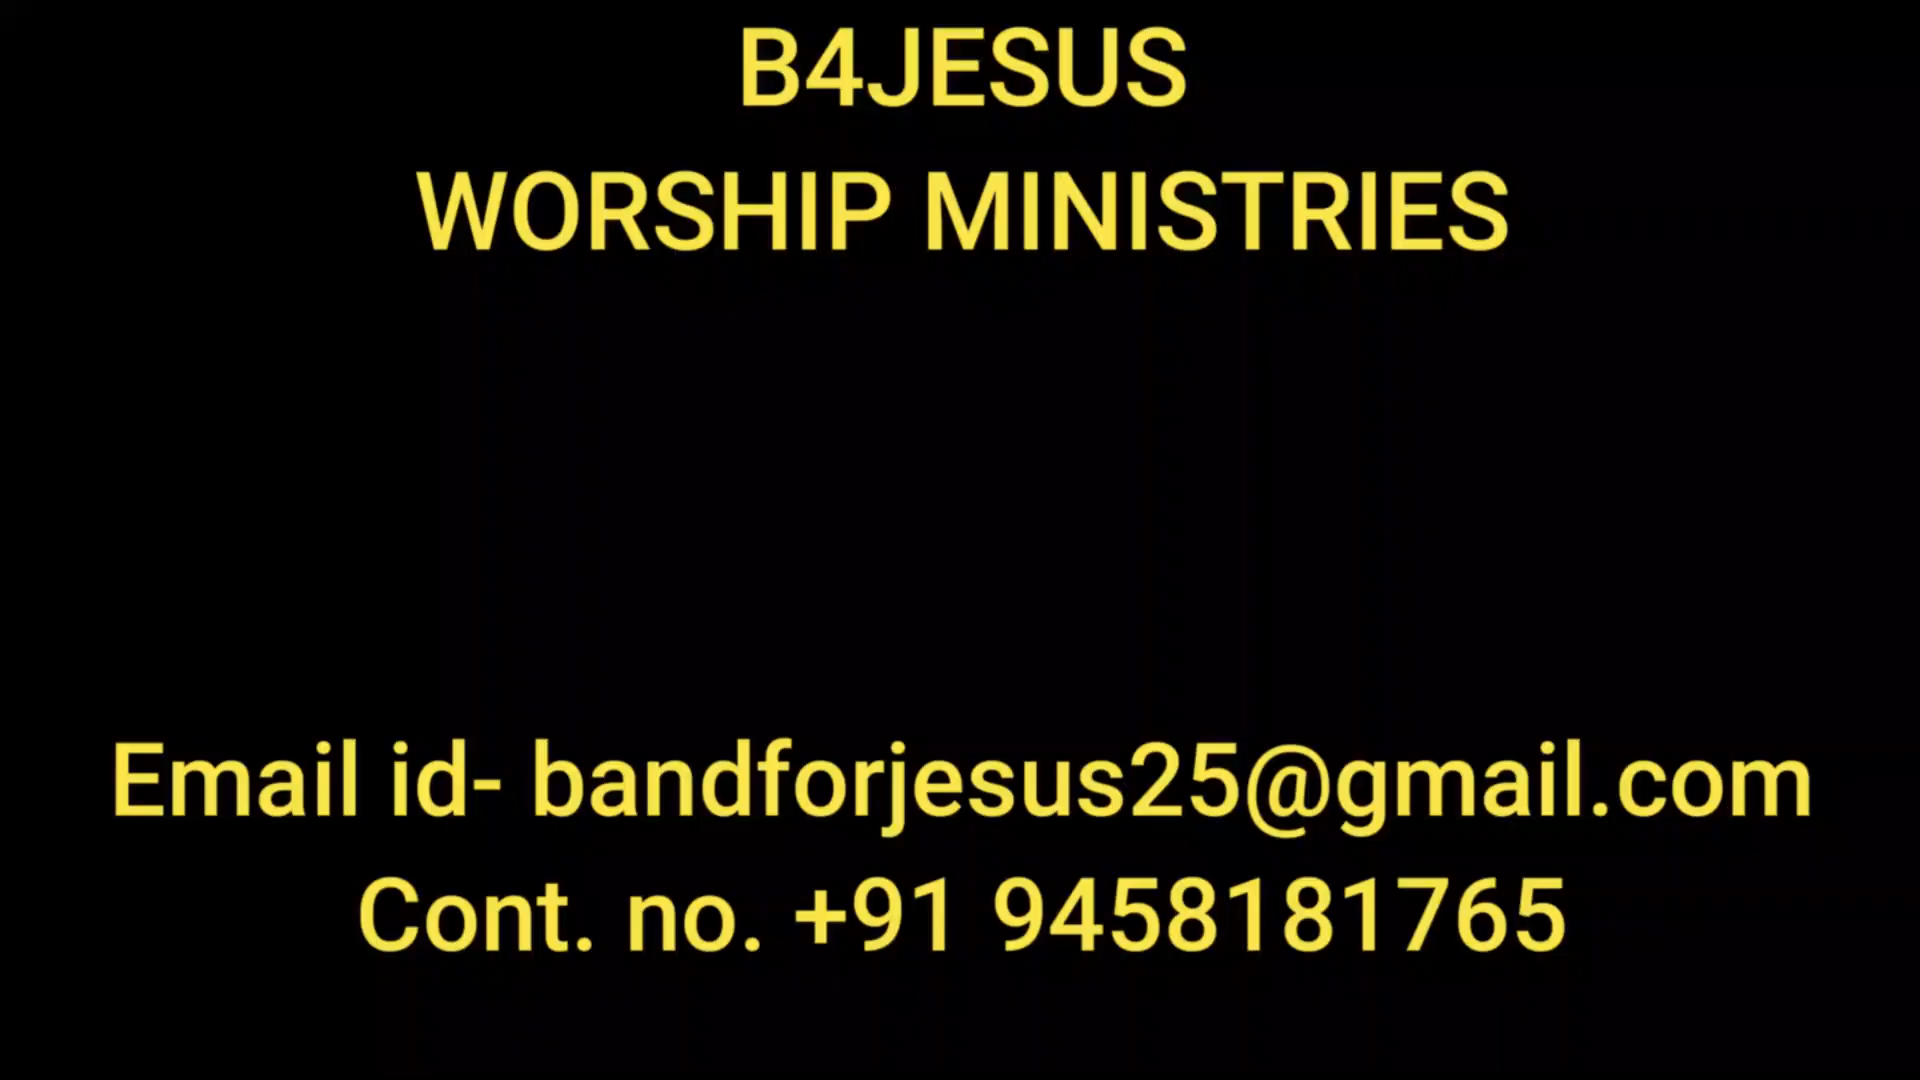 B4JESUS
WORSHIP MINISTRIES
Email id- bandforjesus25@gmail.com
Cont. no. +91 9458181765